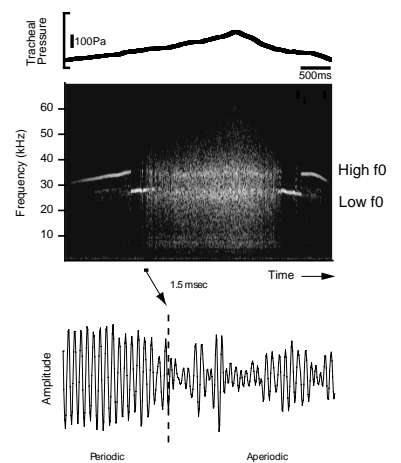 Tracheal
Pressure
100Pa
500ms
Frequency (kHz)
60
50
40
30
20
10
High f0
Low f0
Time
1.5 msec
Amplitude
Periodic
Aperiodic